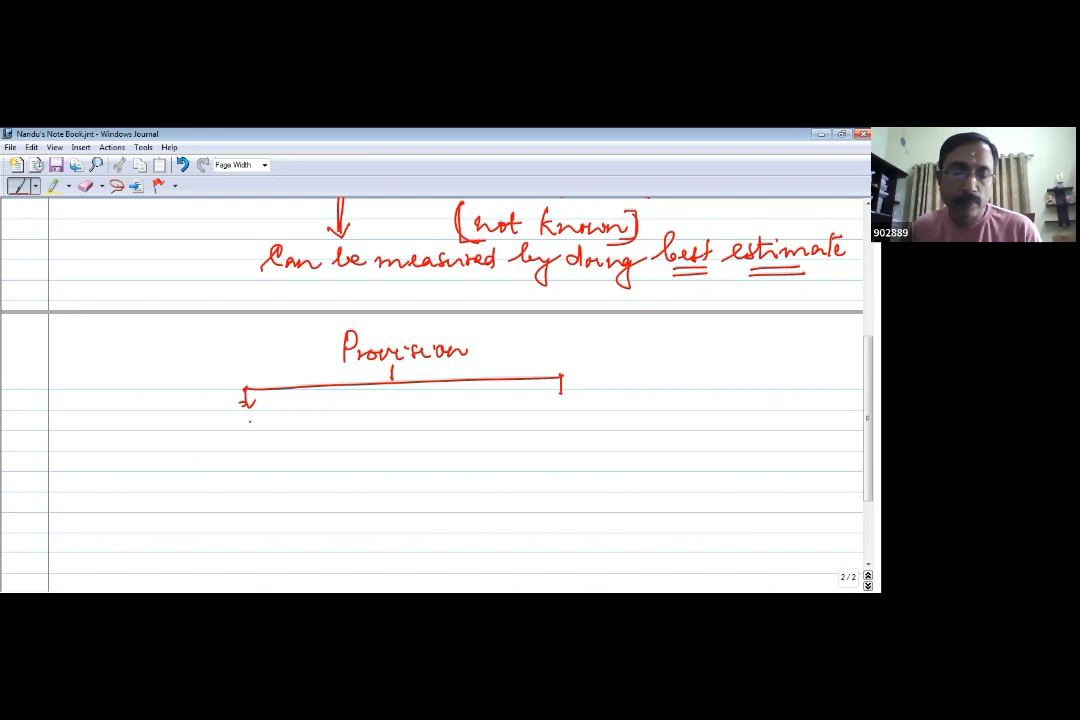 Nandu's Note Book.jnt - Windows Journal
File Edit View Insert Actions Tools Help
Page Width
(not known]
Can be measured by doing best estimate
902889
Provision
2 / 2